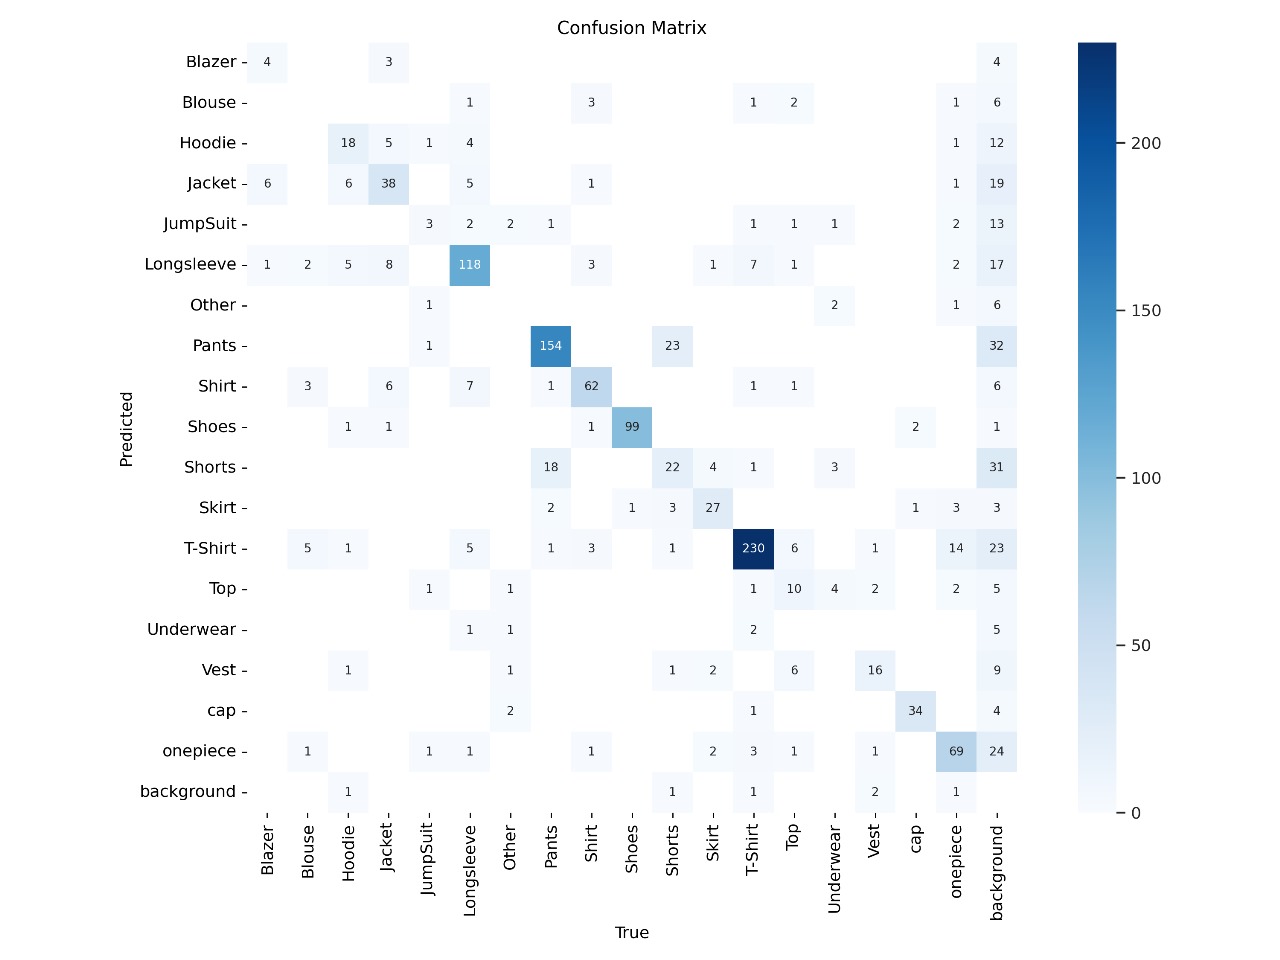 Confusion Matrix
Blazer 4 3 4
Blouse 1 3 1 2 1 6
Hoodie 18 5 1 4 1 12
Jacket 6 6 38 5 1 1 19
JumpSuit 3 2 2 1 1 1 1 2 13
Longsleeve 1 2 5 8 118 3 1 7 1 2 17
Other 1 2 1 6
Pants 1 154 23 32
Shirt 3 6 7 1 62 1 1 6
Shoes 1 1 1 99 2 1
Shorts 18 22 4 1 3 31
Skirt 2 1 3 27 1 3 3
T-Shirt 5 1 5 1 3 1 230 6 1 14 23
Top 1 1 1 10 4 2 2 5
Underwear 1 1 2 5
Vest 1 1 1 2 6 16 9
cap 2 1 34 4
onepiece 1 1 1 1 2 3 1 1 69 24
background 1 1 1 2 1
Predicted
Blazer Blouse Hoodie Jacket JumpSuit Longsleeve Other Pants Shirt Shoes Shorts Skirt T-Shirt Top Underwear Vest cap onepiece background
True
200
150
100
50
0